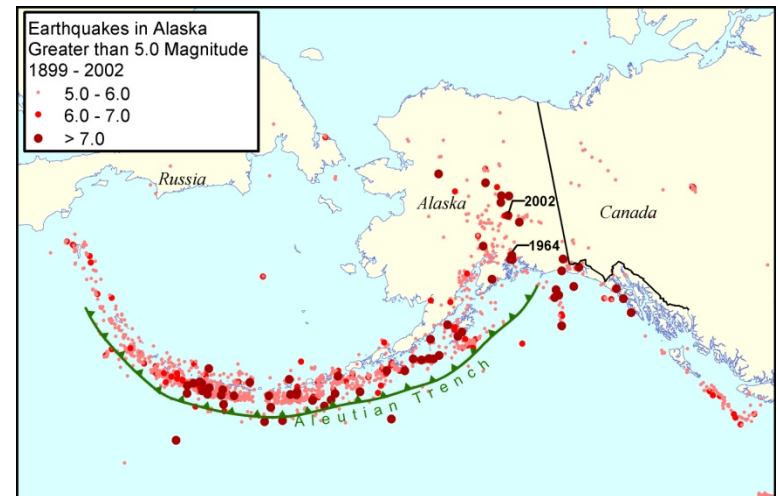 Earthquakes in Alaska
Greater than 5.0 Magnitude
1899 - 2002
5.0 - 6.0
6.0 - 7.0
> 7.0
Russia
Alaska
2002
Canada
1964
Aleutian Trench